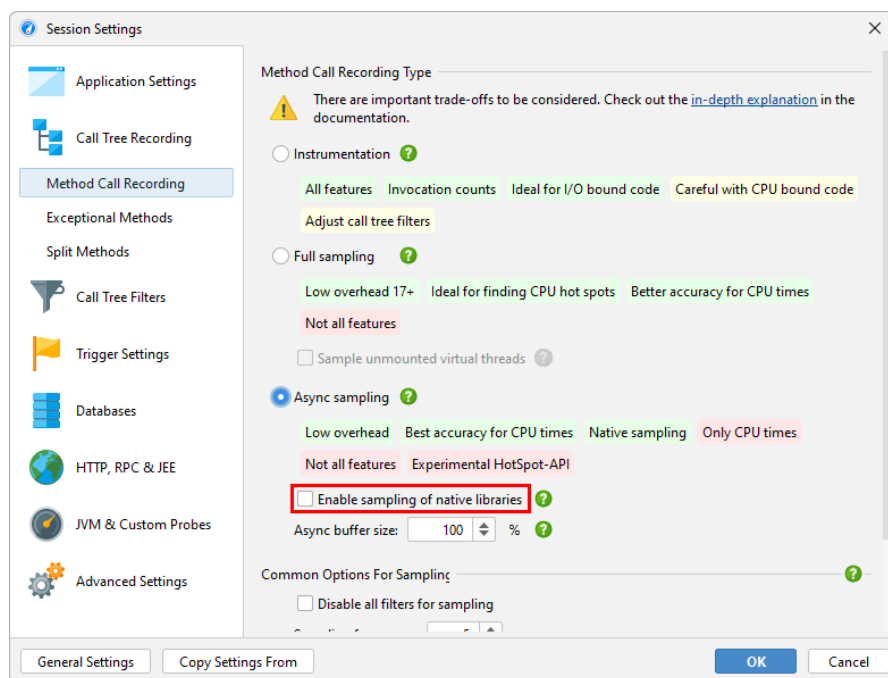 Session Settings
Application Settings
Call Tree Recording
Method Call Recording
Exceptional Methods
Split Methods
Call Tree Filters
Trigger Settings
Databases
HTTP, RPC & JEE
JVM & Custom Probes
Advanced Settings
Method Call Recording Type
There are important trade-offs to be considered. Check out the in-depth explanation in the
documentation.
Instrumentation
All features Invocation counts Ideal for I/O bound code Careful with CPU bound code
Adjust call tree filters
Full sampling
Low overhead 17+ Ideal for finding CPU hot spots Better accuracy for CPU times
Not all features
Sample unmounted virtual threads
Async sampling
Low overhead Best accuracy for CPU times Native sampling Only CPU times
Not all features Experimental HotSpot-API
Enable sampling of native libraries
Async buffer size: 100 %
Common Options For Sampling
Disable all filters for sampling
General Settings Copy Settings From OK Cancel